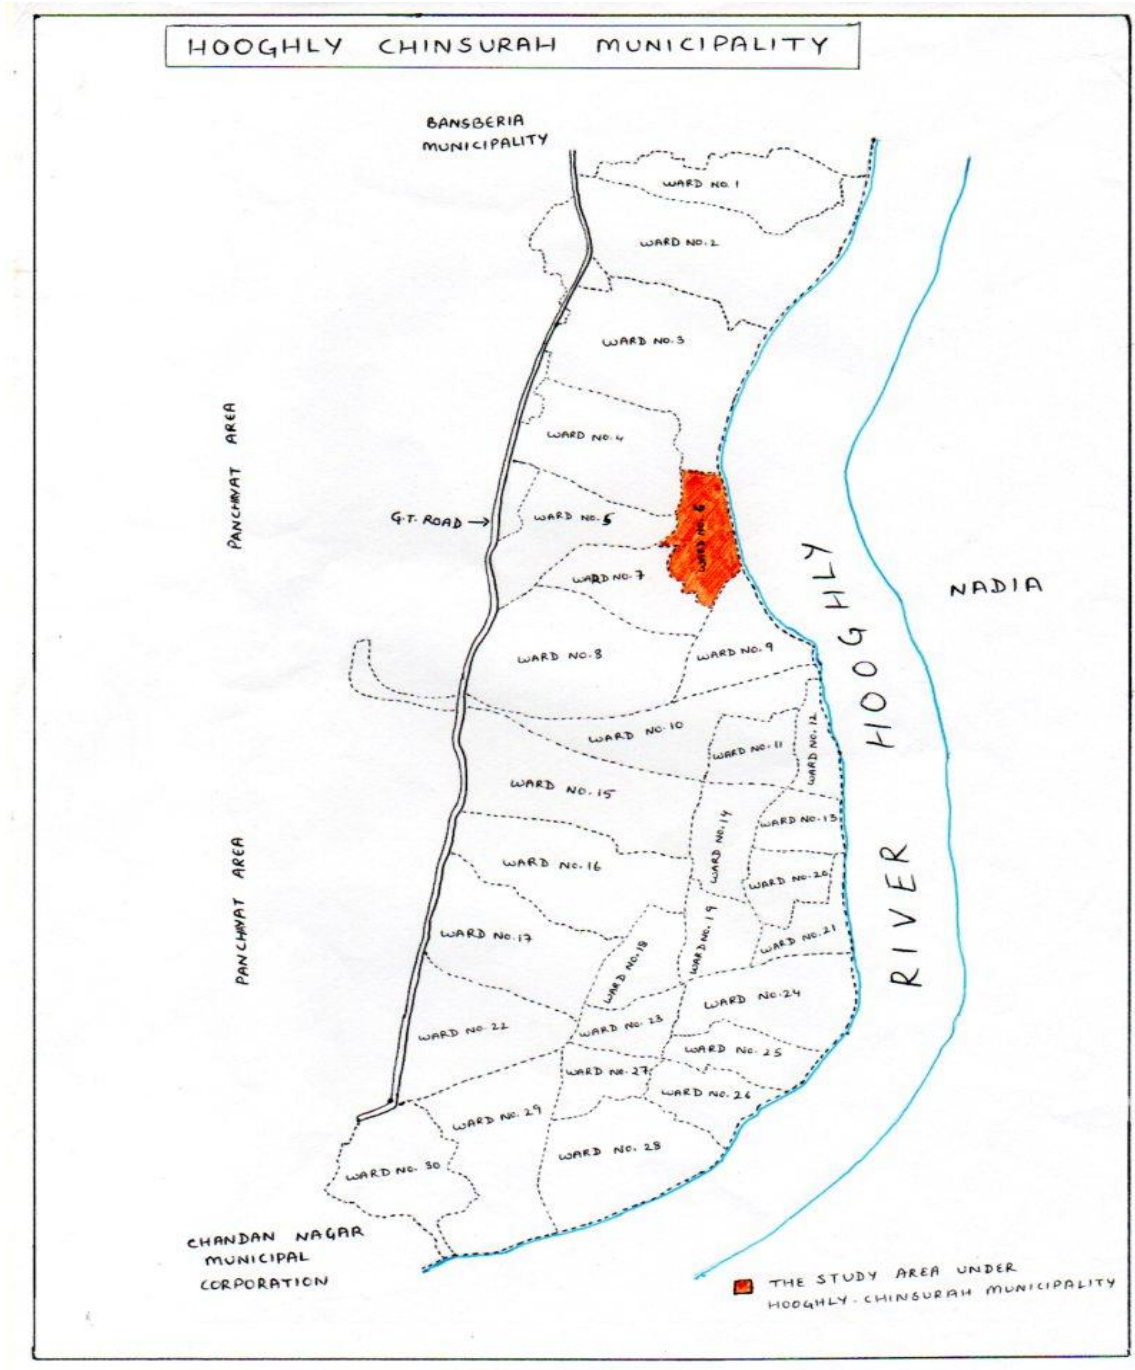 HOOGHLY CHINSURAH MUNICIPALITY
BANSBERIA
MUNICIPALITY
WARD NO. 1
WARD NO. 2
WARD NO. 3
PANCHAYAT AREA
WARD NO. 4
G.T. ROAD
WARD NO. 5
WARD NO. 6
WARD NO. 7
NADIA
WARD NO. 8
WARD NO. 9
RIVER HOOGHLY
WARD NO. 10
WARD NO. 11
WARD NO. 12
WARD NO. 15
WARD NO. 13
WARD NO. 14
PANCHAYAT AREA
WARD NO. 16
WARD NO. 20
WARD NO. 17
WARD NO. 18
WARD NO. 19
WARD NO. 21
WARD NO. 24
WARD NO. 22
WARD NO. 23
WARD NO. 25
WARD NO. 27
WARD NO. 26
WARD NO. 29
WARD NO. 28
WARD NO. 30
CHANDAN NAGAR
MUNICIPAL
CORPORATION
THE STUDY AREA UNDER
HOOGHLY-CHINSURAH MUNICIPALITY